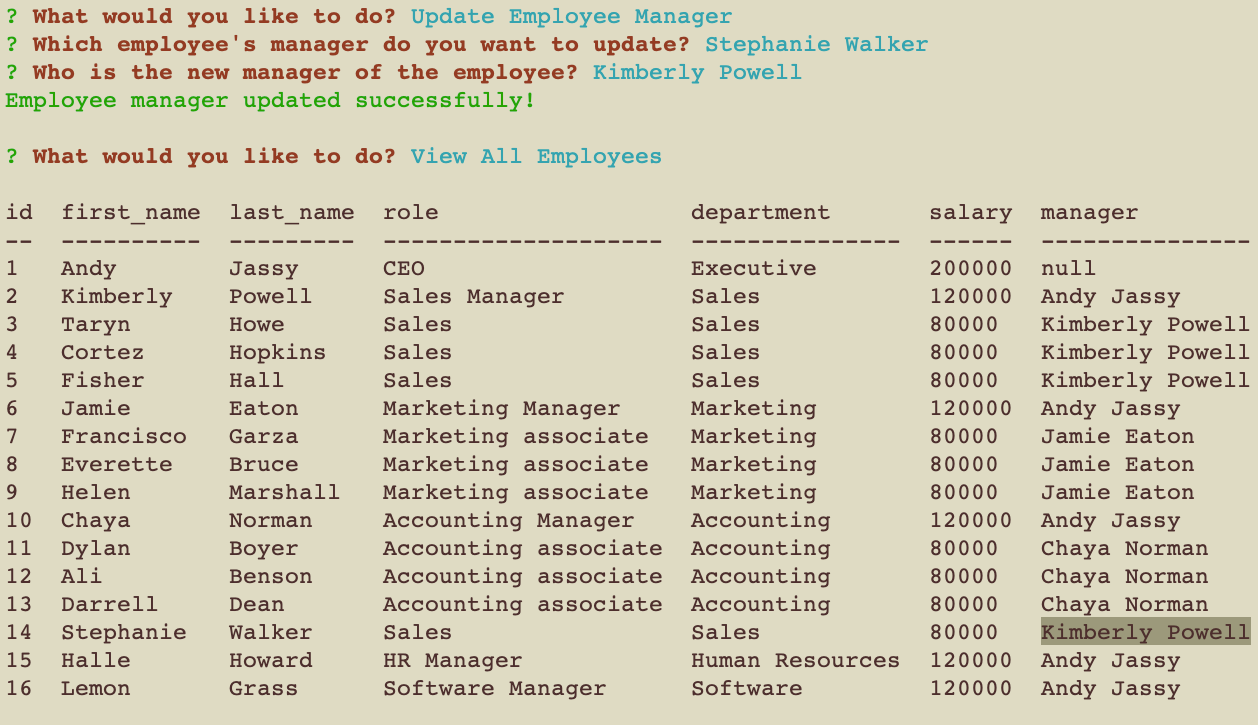 ? What would you like to do? Update Employee Manager
? Which employee's manager do you want to update? Stephanie Walker
? Who is the new manager of the employee? Kimberly Powell
Employee manager updated successfully!
? What would you like to do? View All Employees
id  first_name  last_name  role                  department       salary  manager
--  ----------  ---------  --------------------  ---------------  ------  ---------------
1   Andy        Jassy      CEO                   Executive        200000  null
2   Kimberly    Powell     Sales Manager         Sales            120000  Andy Jassy
3   Taryn       Howe       Sales                 Sales            80000   Kimberly Powell
4   Cortez      Hopkins    Sales                 Sales            80000   Kimberly Powell
5   Fisher      Hall       Sales                 Sales            80000   Kimberly Powell
6   Jamie       Eaton      Marketing Manager     Marketing        120000  Andy Jassy
7   Francisco   Garza      Marketing associate   Marketing        80000   Jamie Eaton
8   Everette    Bruce      Marketing associate   Marketing        80000   Jamie Eaton
9   Helen       Marshall   Marketing associate   Marketing        80000   Jamie Eaton
10  Chaya       Norman     Accounting Manager    Accounting       120000  Andy Jassy
11  Dylan       Boyer      Accounting associate  Accounting       80000   Chaya Norman
12  Ali         Benson     Accounting associate  Accounting       80000   Chaya Norman
13  Darrell     Dean       Accounting associate  Accounting       80000   Chaya Norman
14  Stephanie   Walker     Sales                 Sales            80000   Kimberly Powell
15  Halle       Howard     HR Manager            Human Resources  120000  Andy Jassy
16  Lemon       Grass      Software Manager      Software         120000  Andy Jassy